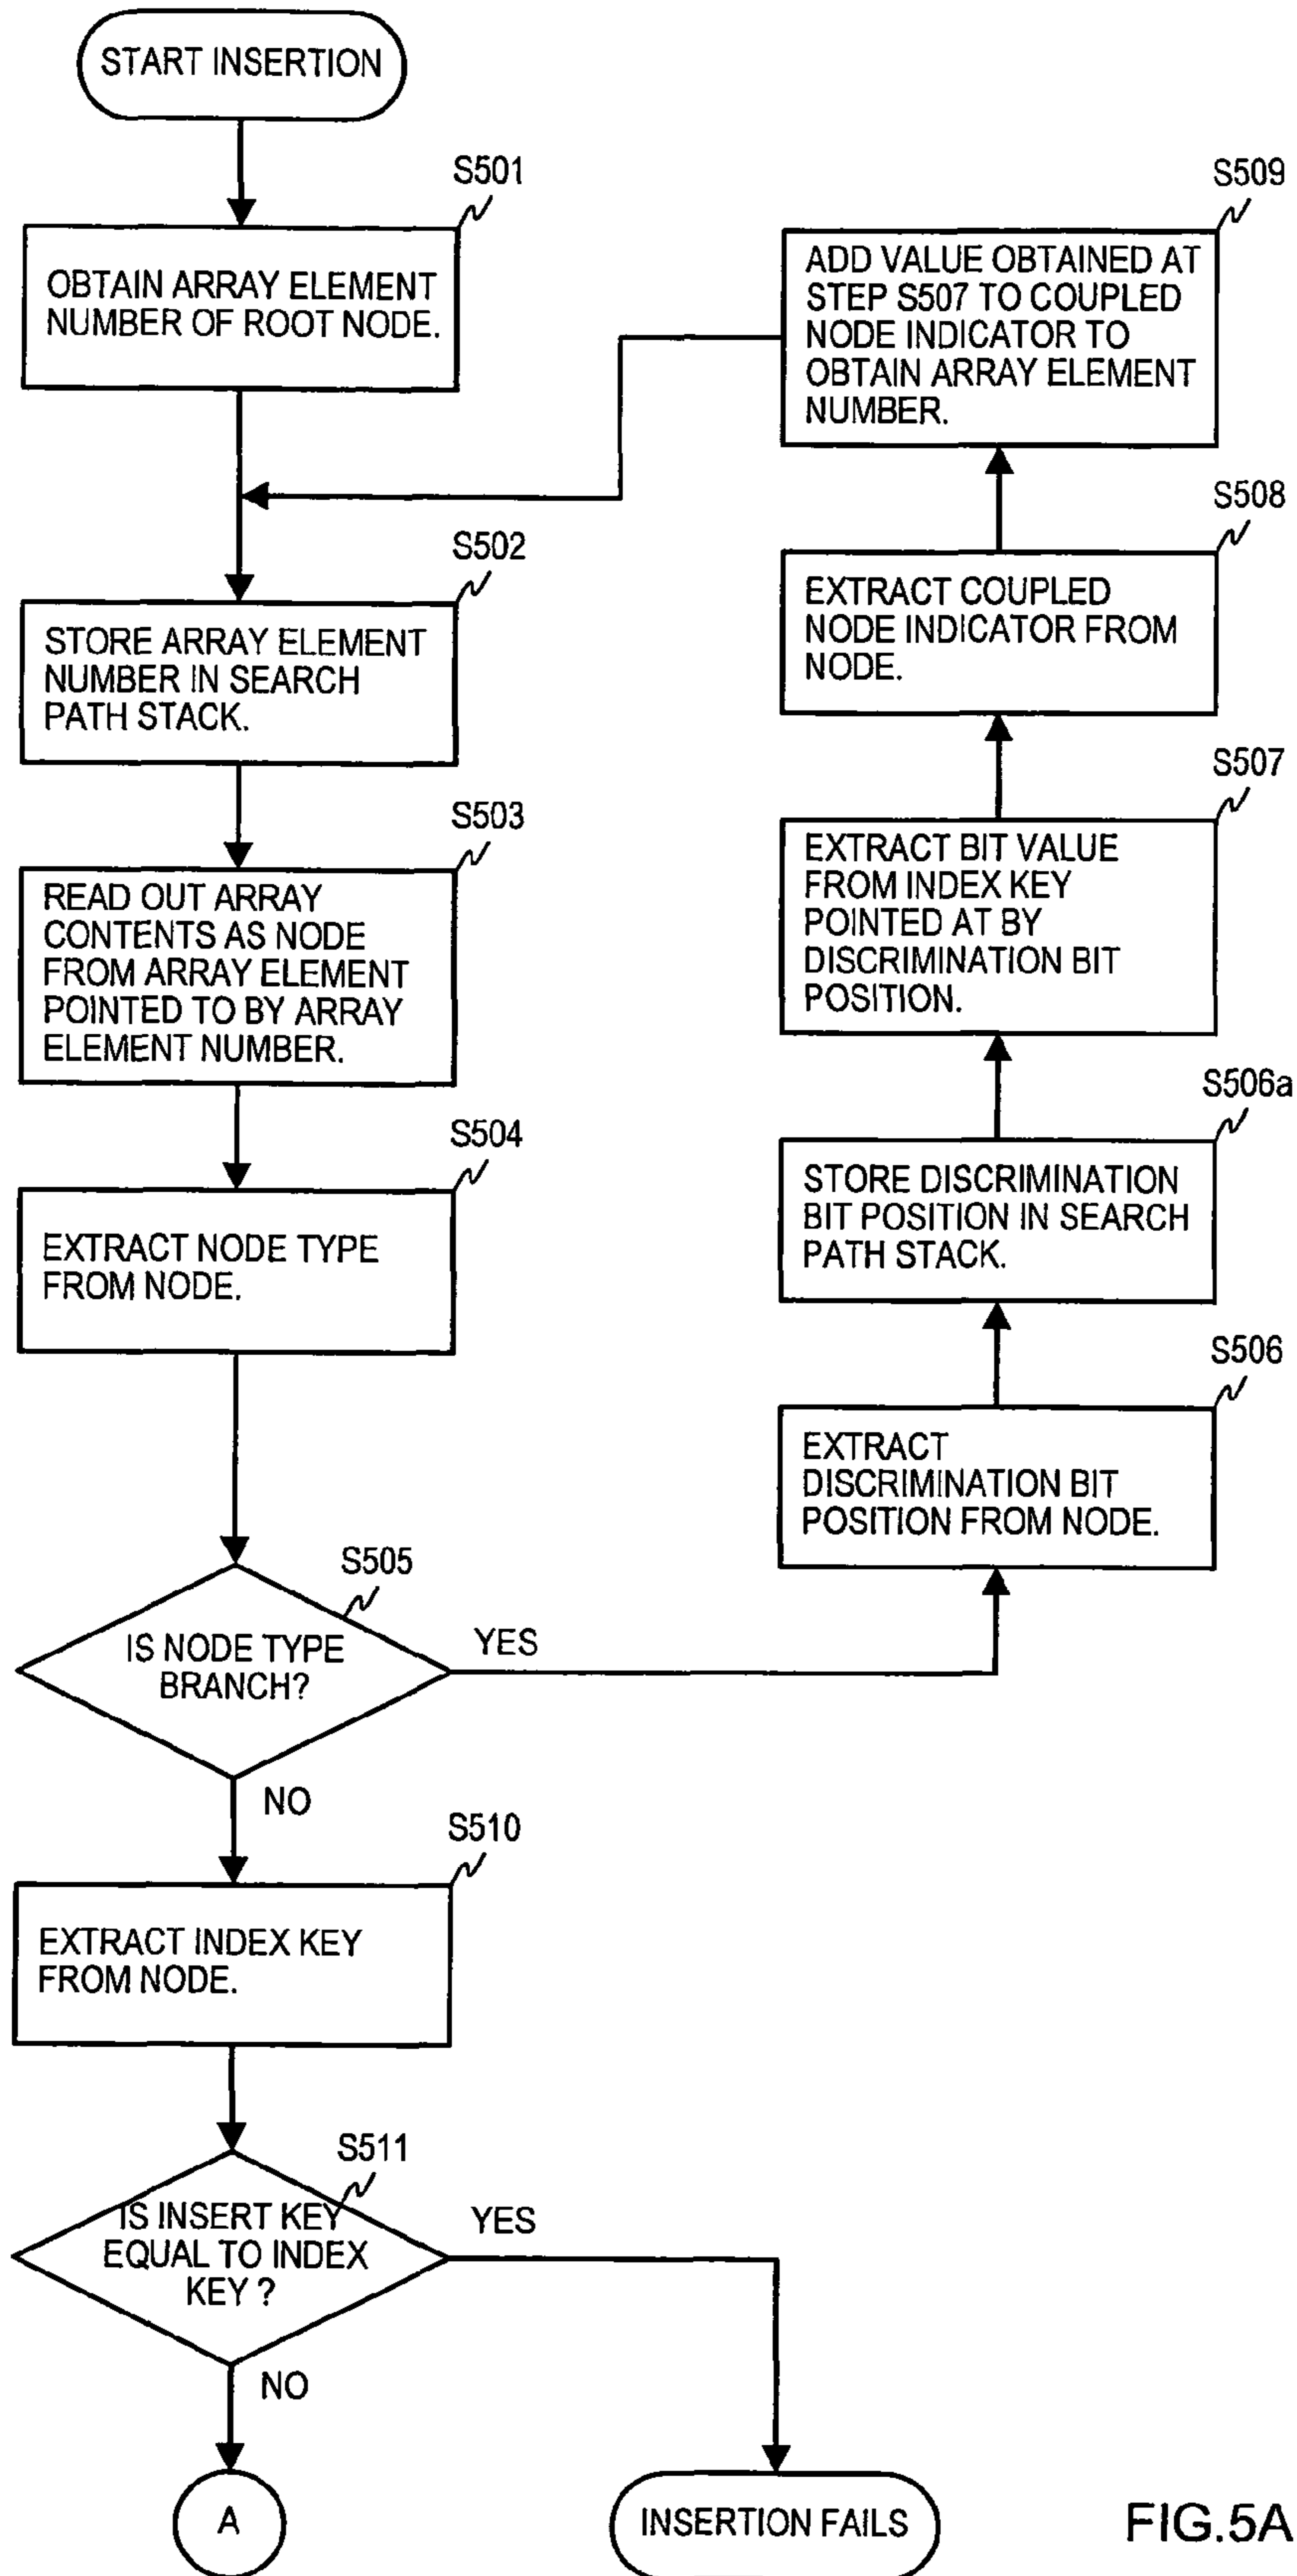 START INSERTION
S501
OBTAIN ARRAY ELEMENT
NUMBER OF ROOT NODE.
S502
STORE ARRAY ELEMENT
NUMBER IN SEARCH
PATH STACK.
S503
READ OUT ARRAY
CONTENTS AS NODE
FROM ARRAY ELEMENT
POINTED TO BY ARRAY
ELEMENT NUMBER.
S504
EXTRACT NODE TYPE
FROM NODE.
S505
IS NODE TYPE
BRANCH?
YES
NO
S506
EXTRACT
DISCRIMINATION BIT
POSITION FROM NODE.
S506a
STORE DISCRIMINATION
BIT POSITION IN SEARCH
PATH STACK.
S507
EXTRACT BIT VALUE
FROM INDEX KEY
POINTED AT BY
DISCRIMINATION BIT
POSITION.
S508
EXTRACT COUPLED
NODE INDICATOR FROM
NODE.
S509
ADD VALUE OBTAINED AT
STEP S507 TO COUPLED
NODE INDICATOR TO
OBTAIN ARRAY ELEMENT
NUMBER.
S510
EXTRACT INDEX KEY
FROM NODE.
S511
IS INSERT KEY
EQUAL TO INDEX
KEY ?
YES
NO
A
INSERTION FAILS
FIG.5A